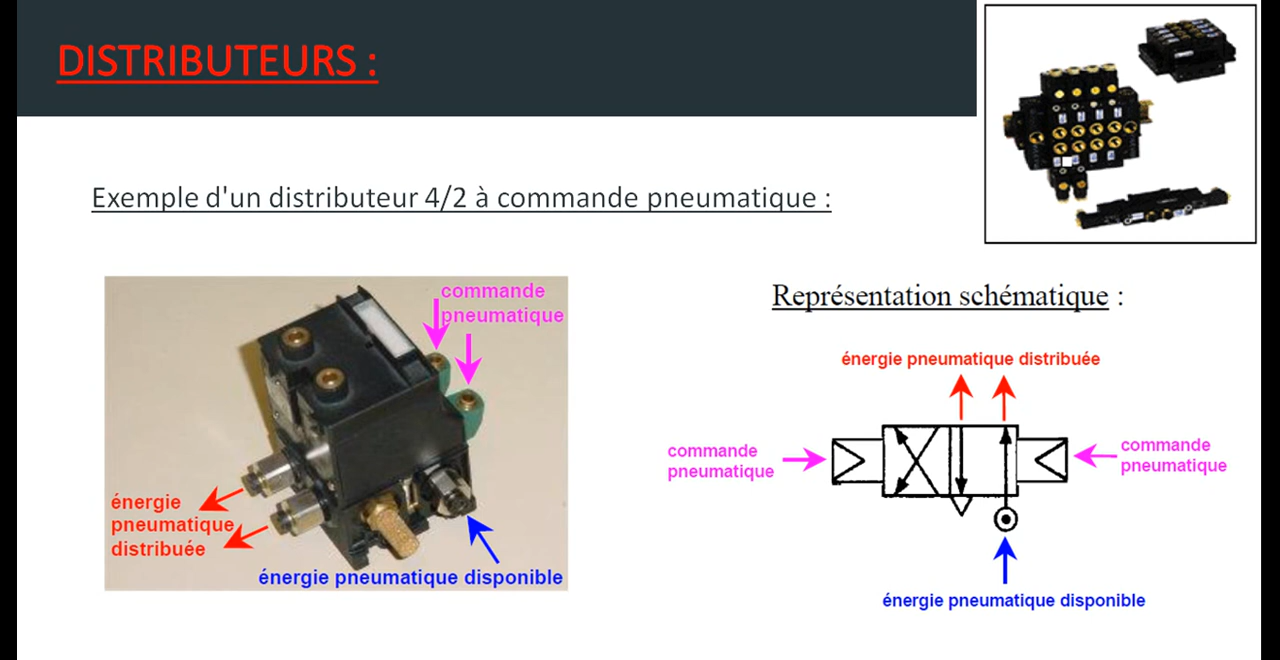 DISTRIBUTEURS :
Exemple d'un distributeur 4/2 à commande pneumatique :
commande
pneumatique
énergie
pneumatique
distribuée
énergie pneumatique disponible
Représentation schématique :
énergie pneumatique distribuée
commande
pneumatique
commande
pneumatique
énergie pneumatique disponible